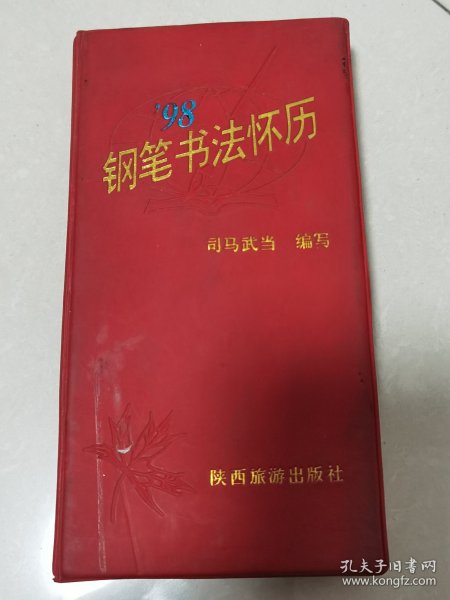 '98
钢笔书法怀历
司马武当 编写
陕西旅游出版社
孔夫子旧书网
www.kongfz.com